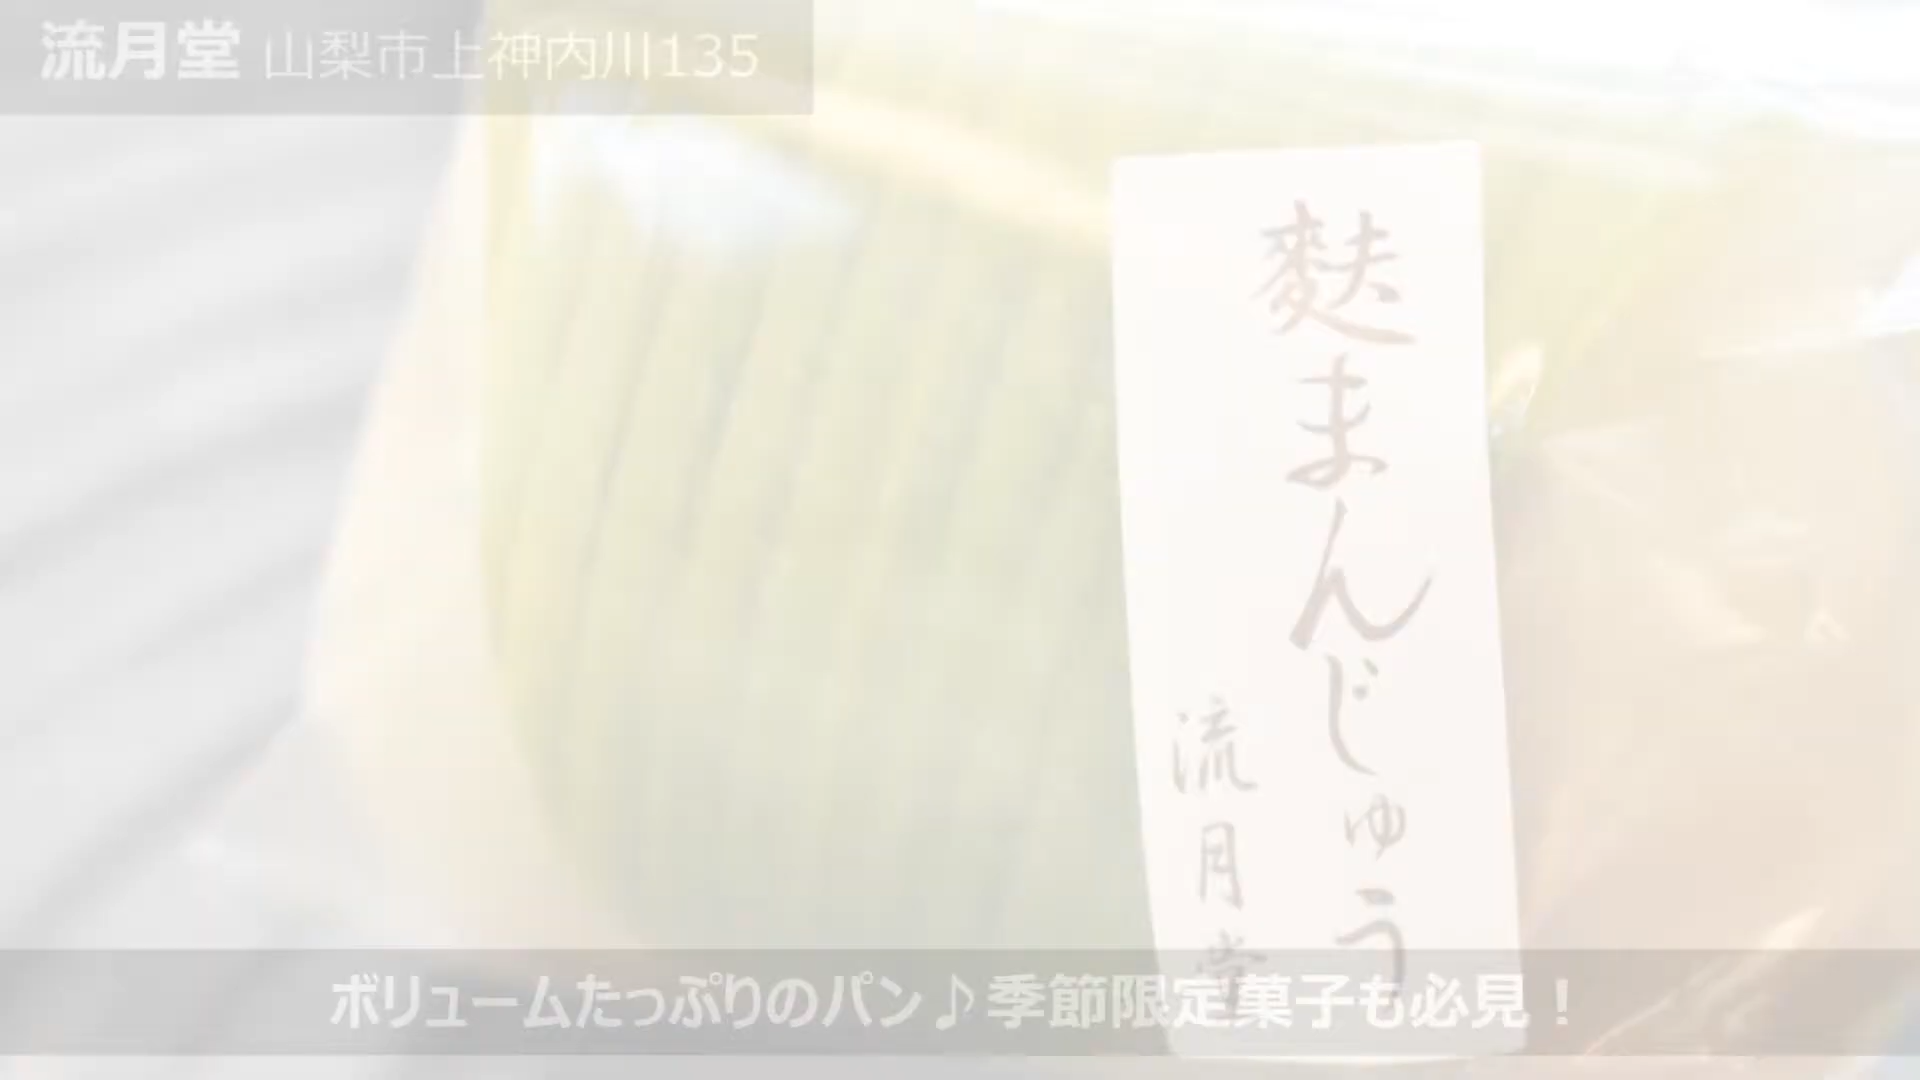 流月堂 山梨市上神内川135
麩まんじゅう
流月堂
ボリュームたっぷりのパン♪季節限定菓子も必見！